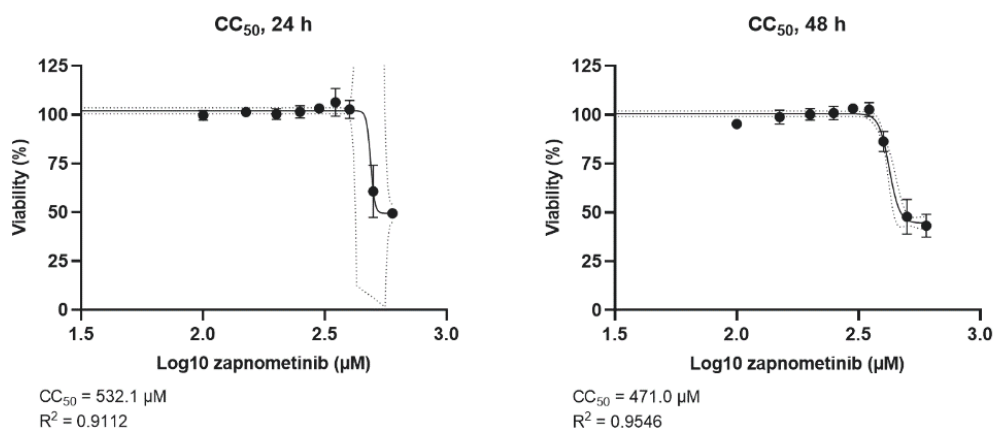 CC50, 24 h
125
100
75
50
25
0
Viability (%)
1.5 2.0 2.5 3.0
Log10 zapnometinib (µM)
CC50 = 532.1 µM
R2 = 0.9112
CC50, 48 h
125
100
75
50
25
0
Viability (%)
1.5 2.0 2.5 3.0
Log10 zapnometinib (µM)
CC50 = 471.0 µM
R2 = 0.9546